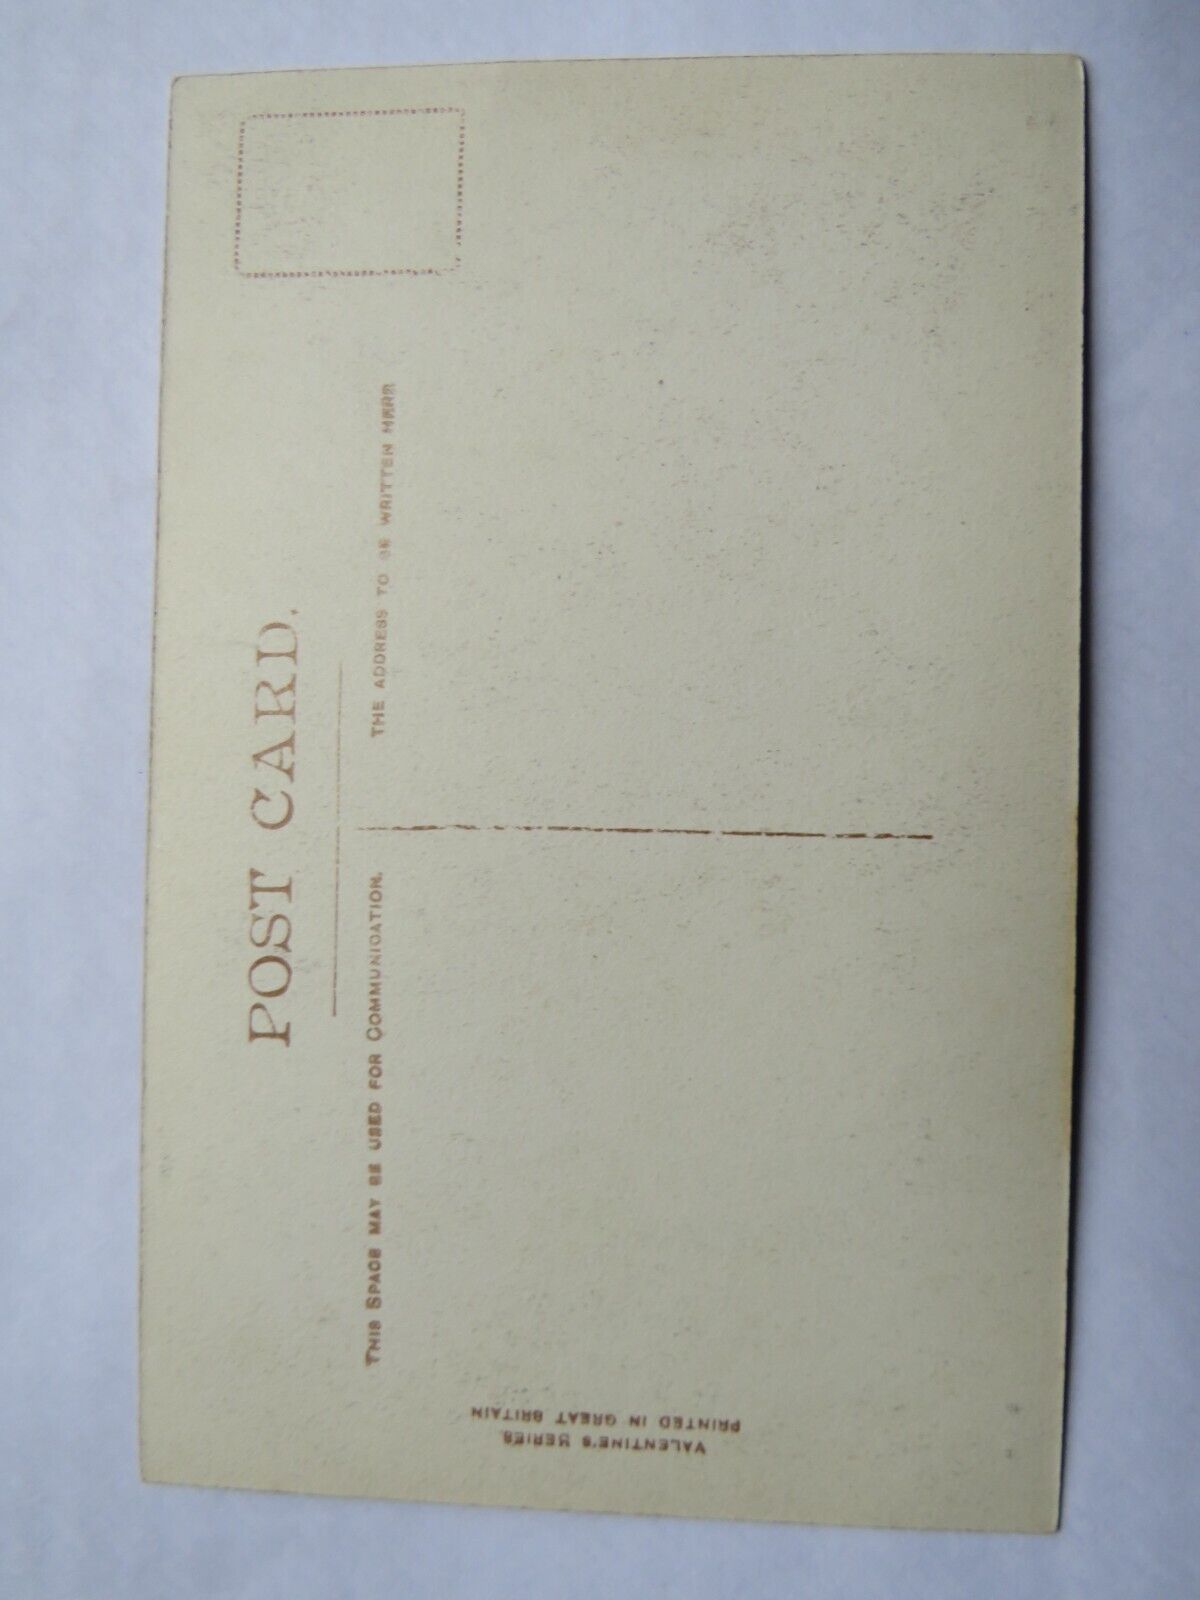 POST CARD.
THIS SPACE MAY BE USED FOR COMMUNICATION.
THE ADDRESS TO BE WRITTEN HERE
VALENTINE'S SERIES.
PRINTED IN GREAT BRITAIN